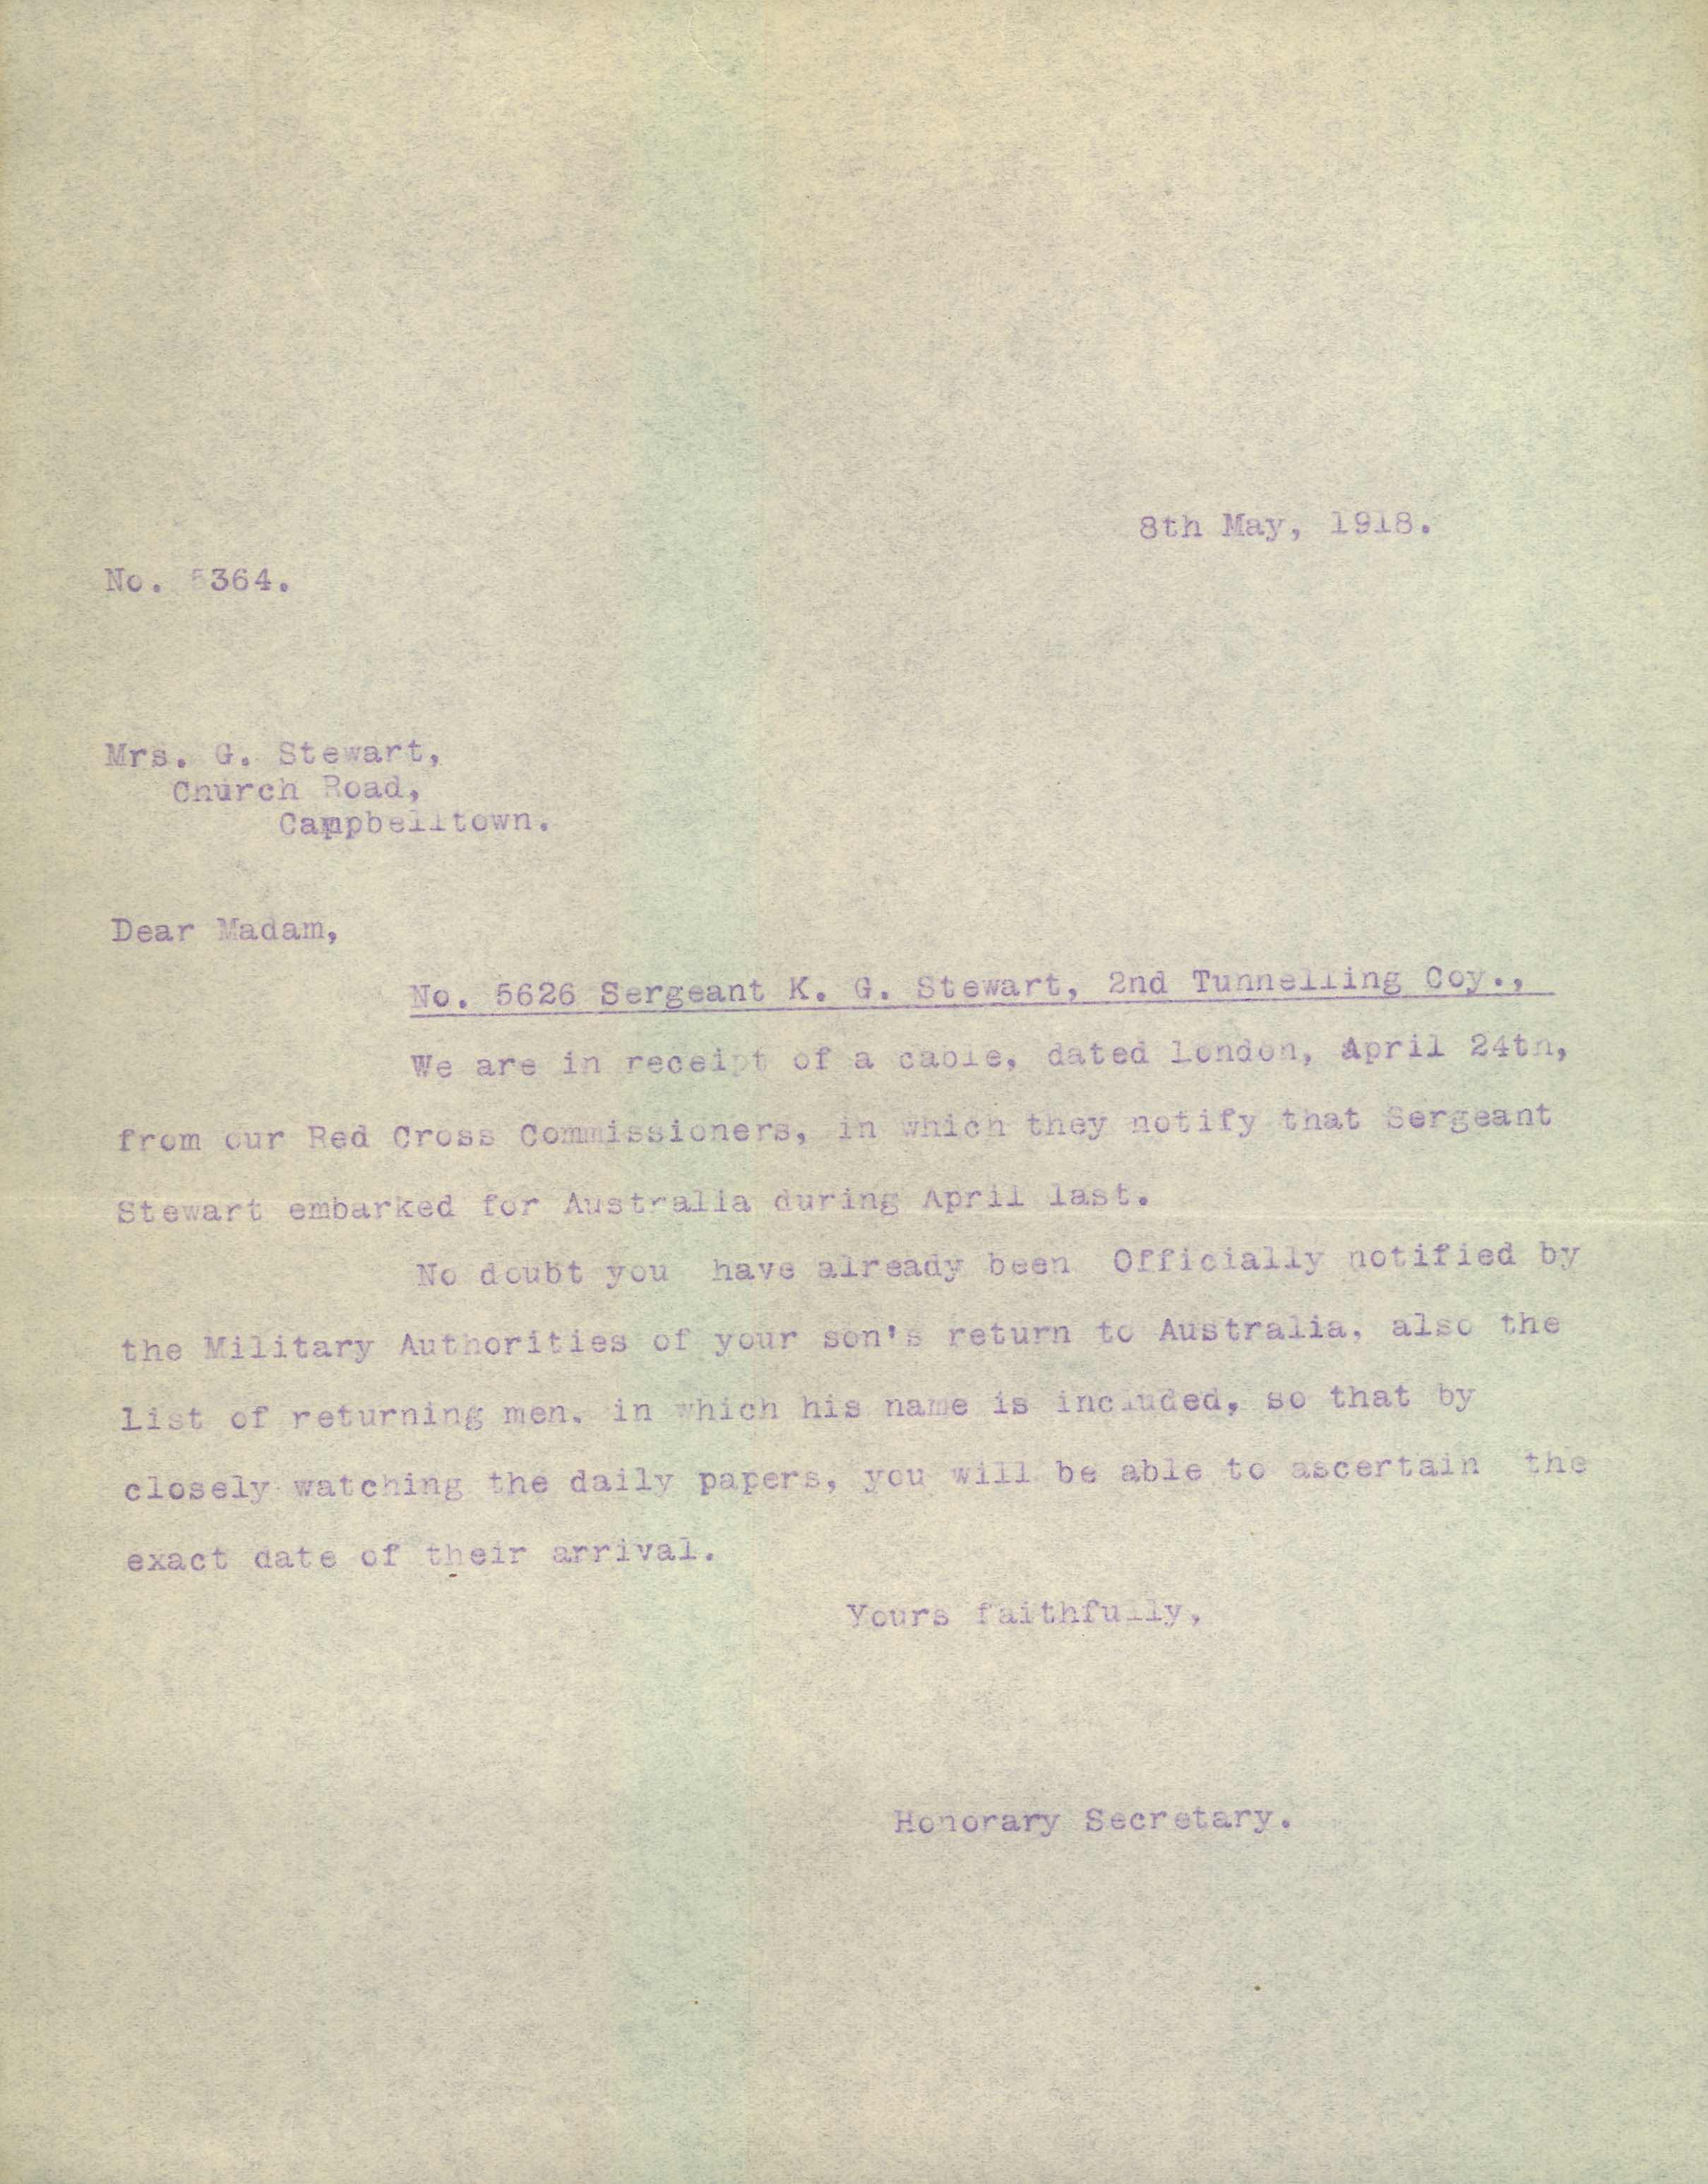 8th May, 1918.
No. 5364.
Mrs. G. Stewart,
Church Road,
Campbelltown.
Dear Madam,
No. 5626 Sergeant K. G. Stewart, 2nd Tunnelling Coy.,
We are in receipt of a cable, dated London, April 24th,
from our Red Cross Commissioners, in which they notify that Sergeant
Stewart embarked for Australia during April last.
No doubt you have already been Officially notified by
the Military Authorities of your son's return to Australia, also the
List of returning men, in which his name is included, so that by
closely watching the daily papers, you will be able to ascertain the
exact date of their arrival.
Yours faithfully,
Honorary Secretary.